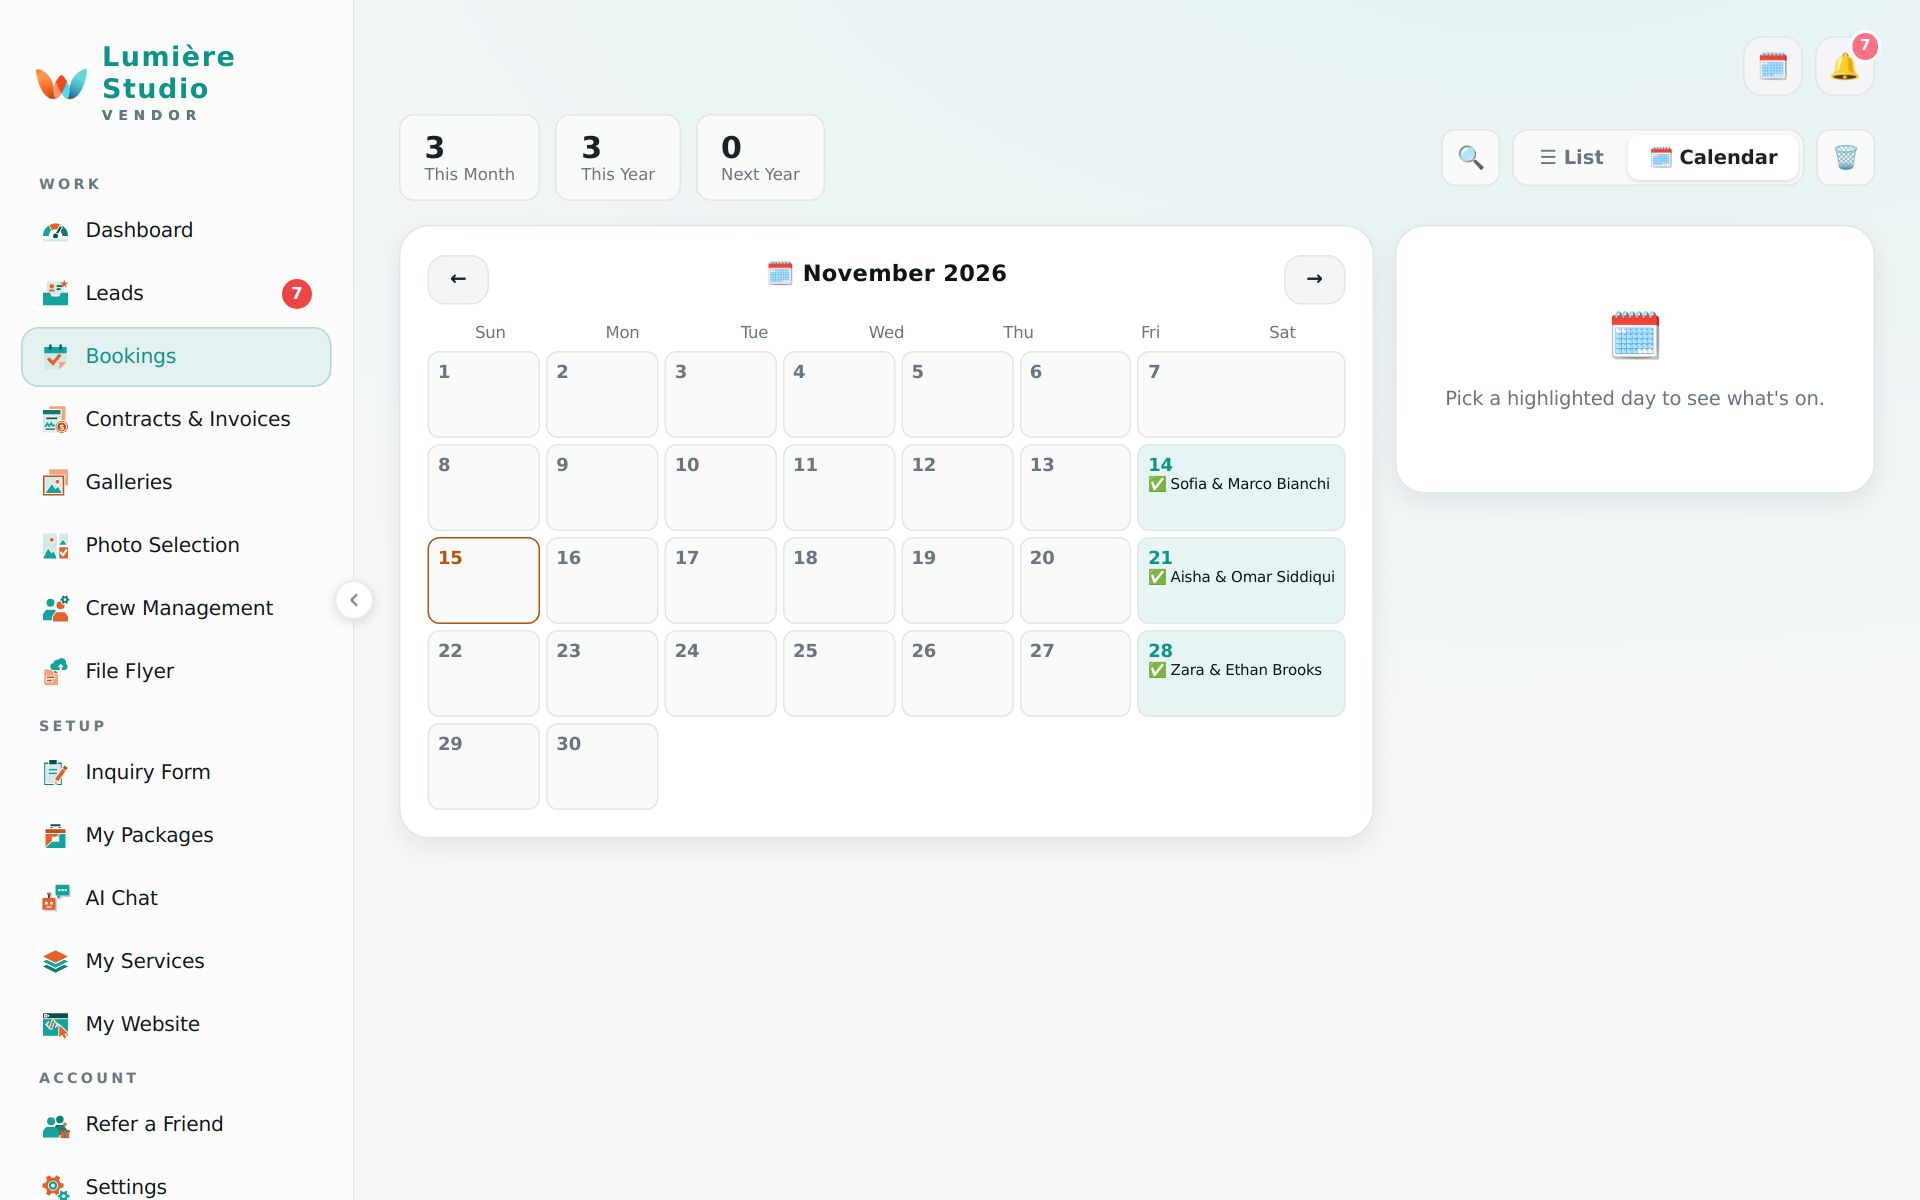 Lumière
Studio
VENDOR
WORK
Dashboard
Leads 7
Bookings
Contracts & Invoices
Galleries
Photo Selection
Crew Management
File Flyer
SETUP
Inquiry Form
My Packages
AI Chat
My Services
My Website
ACCOUNT
Refer a Friend
Settings
7
3
This Month
3
This Year
0
Next Year
☰ List
Calendar
←
November 2026
→
Sun Mon Tue Wed Thu Fri Sat
1 2 3 4 5 6 7
8 9 10 11 12 13 14
✅ Sofia & Marco Bianchi
15 16 17 18 19 20 21
✅ Aisha & Omar Siddiqui
22 23 24 25 26 27 28
✅ Zara & Ethan Brooks
29 30
Pick a highlighted day to see what's on.